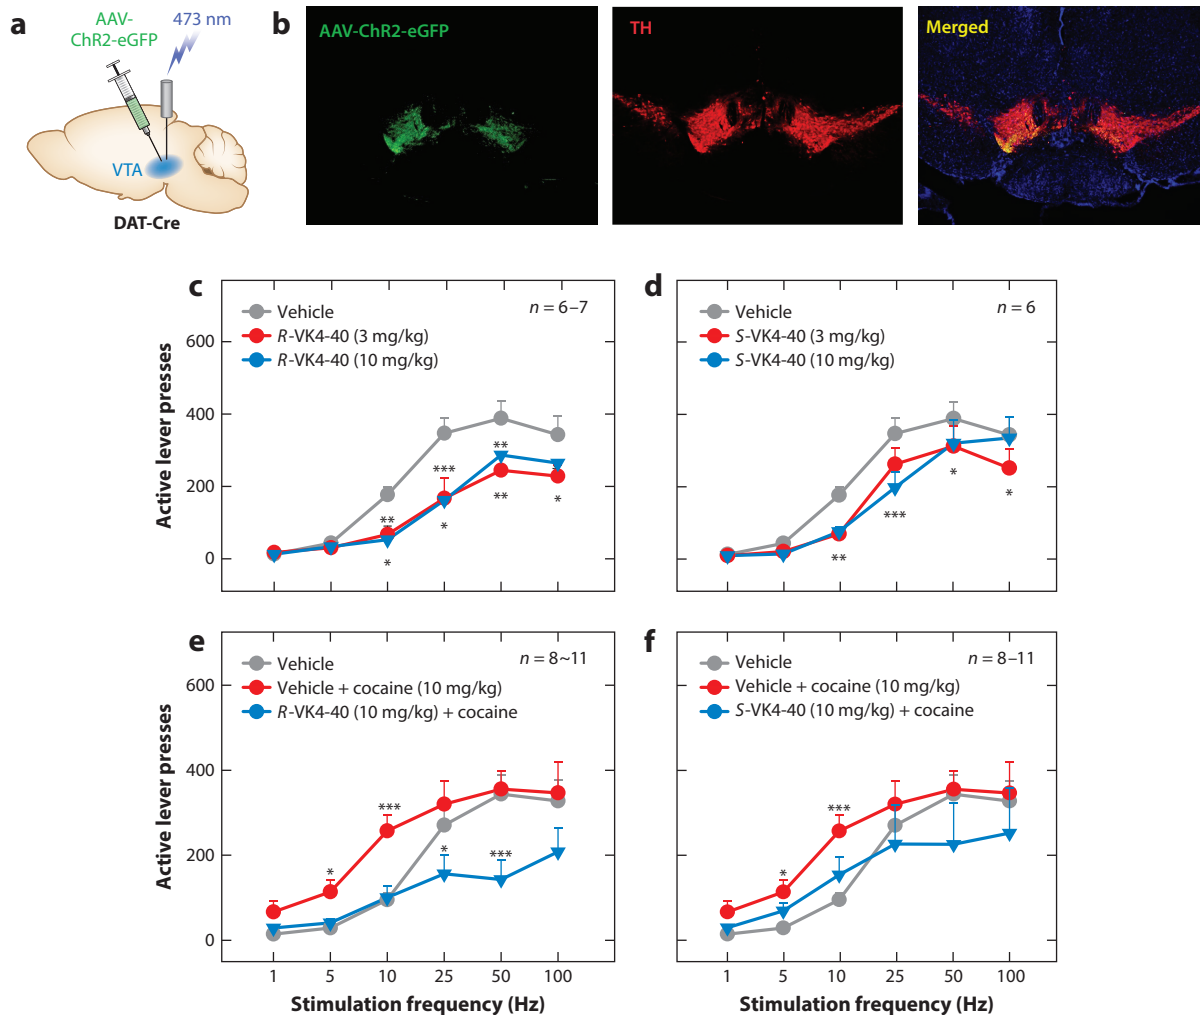 a
AAV-
ChR2-eGFP
473 nm
VTA
DAT-Cre
b
AAV-ChR2-eGFP
TH
Merged
c
n = 6–7
Vehicle
R-VK4-40 (3 mg/kg)
R-VK4-40 (10 mg/kg)
Active lever presses
600
400
200
0
**
***
**
**
*
*
*
d
n = 6
Vehicle
S-VK4-40 (3 mg/kg)
S-VK4-40 (10 mg/kg)
*
*
***
**
e
n = 8~11
Vehicle
Vehicle + cocaine (10 mg/kg)
R-VK4-40 (10 mg/kg) + cocaine
Active lever presses
600
400
200
0
***
*
*
***
1 5 10 25 50 100
Stimulation frequency (Hz)
f
n = 8–11
Vehicle
Vehicle + cocaine (10 mg/kg)
S-VK4-40 (10 mg/kg) + cocaine
***
*
1 5 10 25 50 100
Stimulation frequency (Hz)